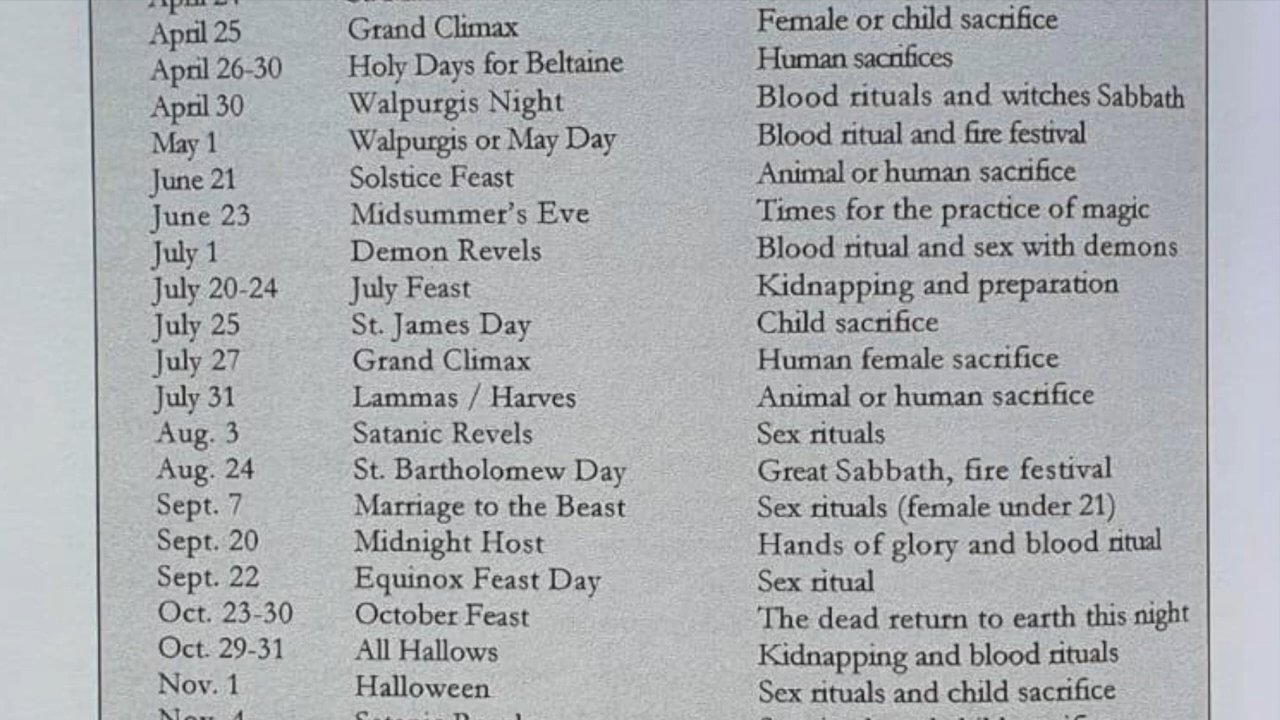 April 25 Grand Climax Female or child sacrifice
April 26-30 Holy Days for Beltaine Human sacrifices
April 30 Walpurgis Night Blood rituals and witches Sabbath
May 1 Walpurgis or May Day Blood ritual and fire festival
June 21 Solstice Feast Animal or human sacrifice
June 23 Midsummer's Eve Times for the practice of magic
July 1 Demon Revels Blood ritual and sex with demons
July 20-24 July Feast Kidnapping and preparation
July 25 St. James Day Child sacrifice
July 27 Grand Climax Human female sacrifice
July 31 Lammas / Harves Animal or human sacrifice
Aug. 3 Satanic Revels Sex rituals
Aug. 24 St. Bartholomew Day Great Sabbath, fire festival
Sept. 7 Marriage to the Beast Sex rituals (female under 21)
Sept. 20 Midnight Host Hands of glory and blood ritual
Sept. 22 Equinox Feast Day Sex ritual
Oct. 23-30 October Feast The dead return to earth this night
Oct. 29-31 All Hallows Kidnapping and blood rituals
Nov. 1 Halloween Sex rituals and child sacrifice